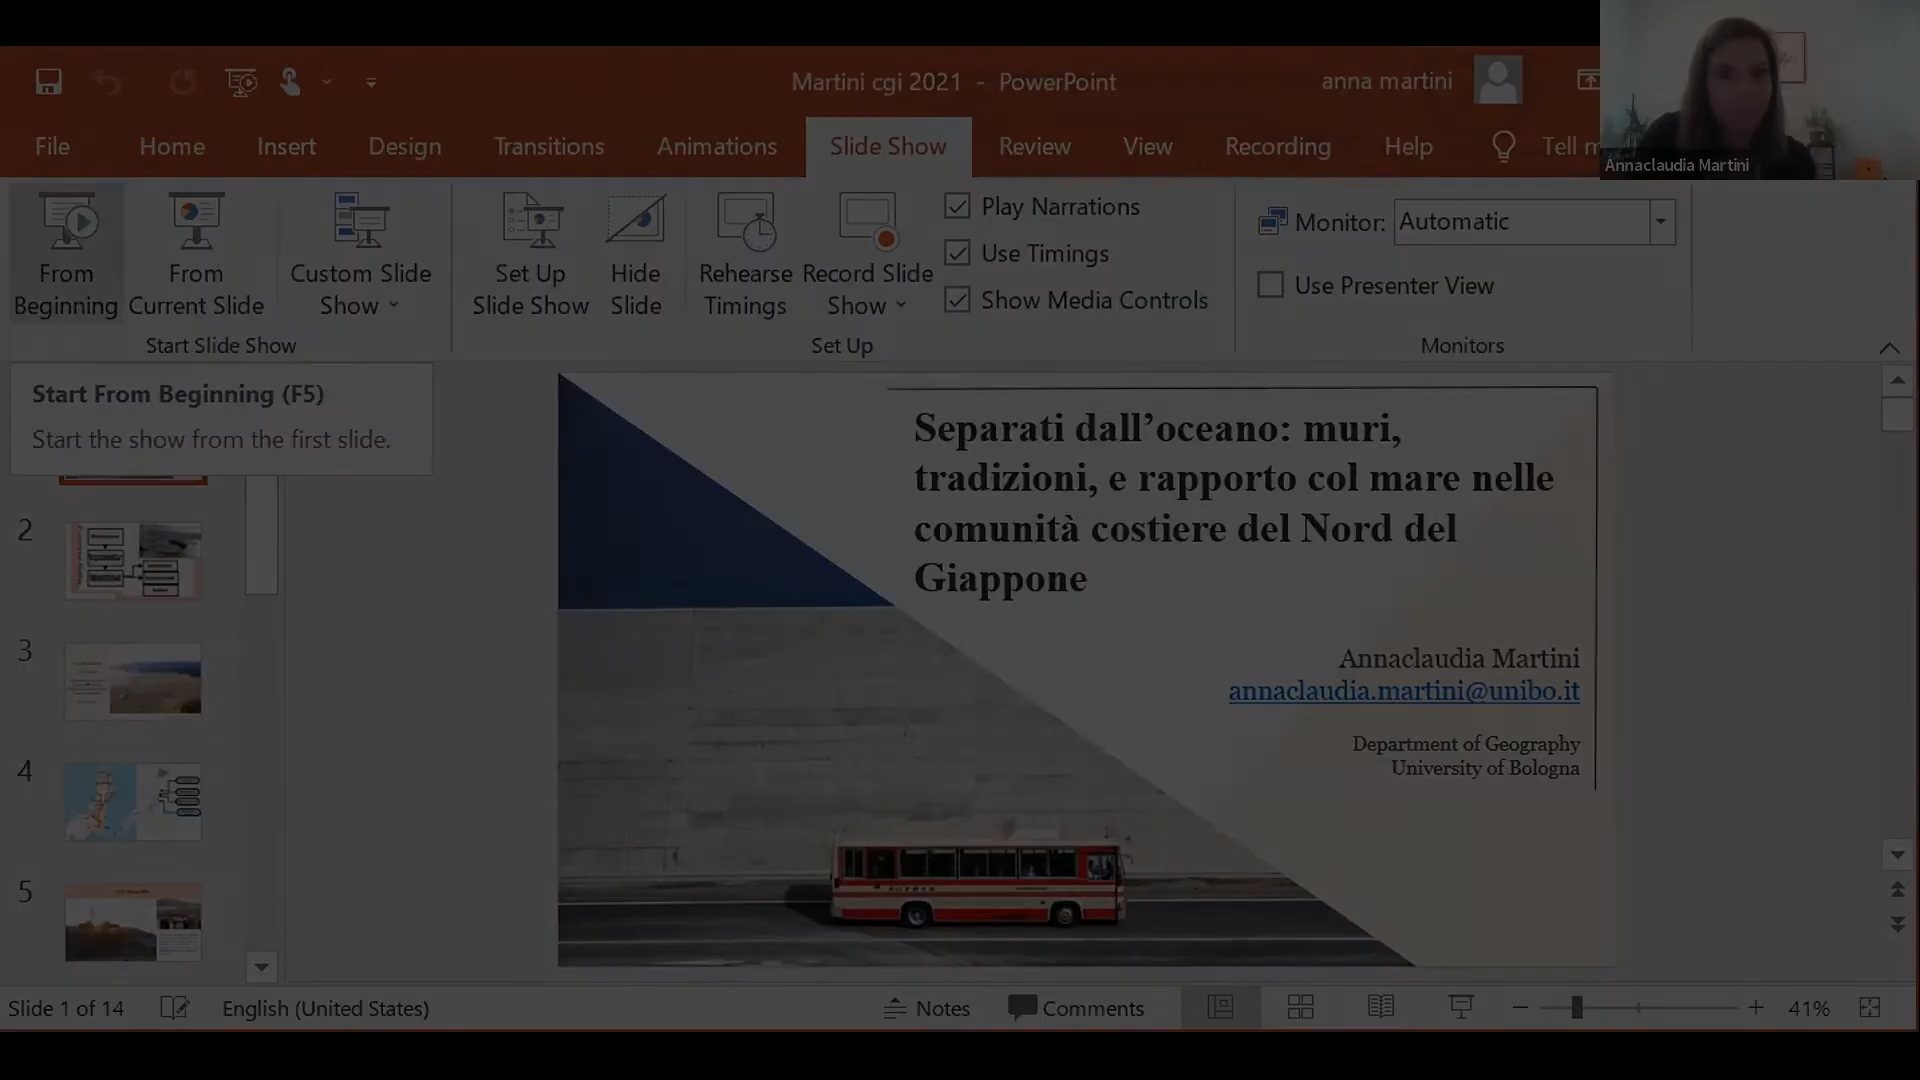 Martini cgi 2021 - PowerPoint
anna martini
File Home Insert Design Transitions Animations Slide Show Review View Recording Help Tell
Annaclaudia Martini
From Beginning
From Current Slide
Custom Slide Show
Set Up Slide Show
Hide Slide
Rehearse Timings
Record Slide Show
Play Narrations
Use Timings
Show Media Controls
Monitor: Automatic
Use Presenter View
Start Slide Show
Set Up
Monitors
Start From Beginning (F5)
Start the show from the first slide.
2
3
4
5
Separati dall’oceano: muri,
tradizioni, e rapporto col mare nelle
comunità costiere del Nord del
Giappone
Annaclaudia Martini
annaclaudia.martini@unibo.it
Department of Geography
University of Bologna
Slide 1 of 14
English (United States)
Notes
Comments
41%